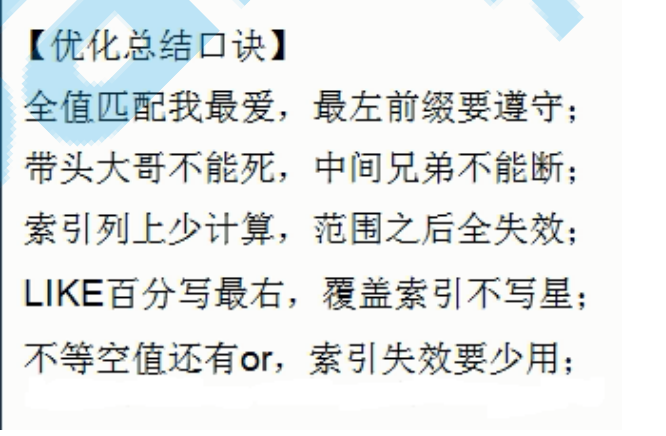 【优化总结口诀】
全值匹配我最爱，最左前缀要遵守；
带头大哥不能死，中间兄弟不能断；
索引列上少计算，范围之后全失效；
LIKE百分写最右，覆盖索引不写星；
不等空值还有or，索引失效要少用；